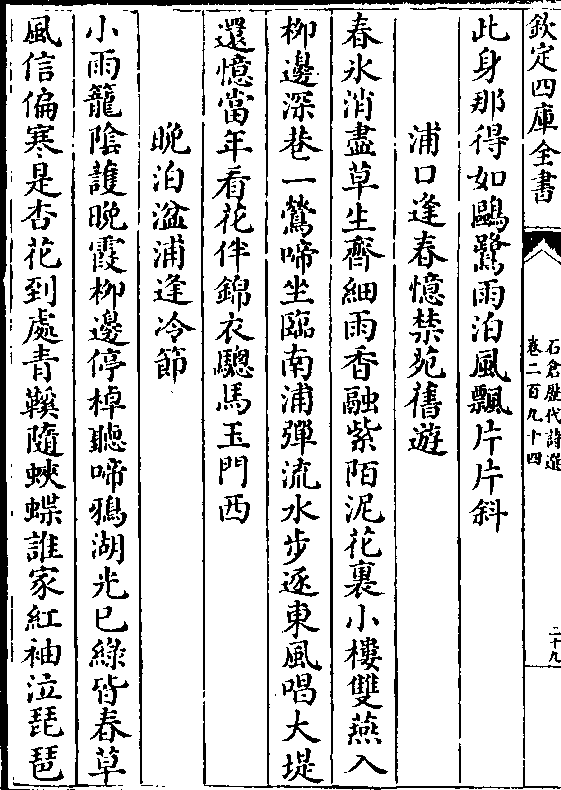 欽定四庫全書
石倉歴代詩選
卷二百九十四
二十九
此身那得如鷗鷺雨泊風飄片片斜
浦口逢春憶禁苑舊遊
春氷消盡草生齊細雨香融紫陌泥花裏小樓雙燕入
柳邊深巷一鶯啼坐臨南浦彈流水步逐東風唱大堤
還憶當年看花伴錦衣驄馬玉門西
晩泊湓浦逢冷節
小雨籠陰護晚霞柳邊停棹聽啼鴉湖光已綠皆春草
風信偏寒是杏花到處青鞵隨蛺蝶誰家紅袖泣琵琶